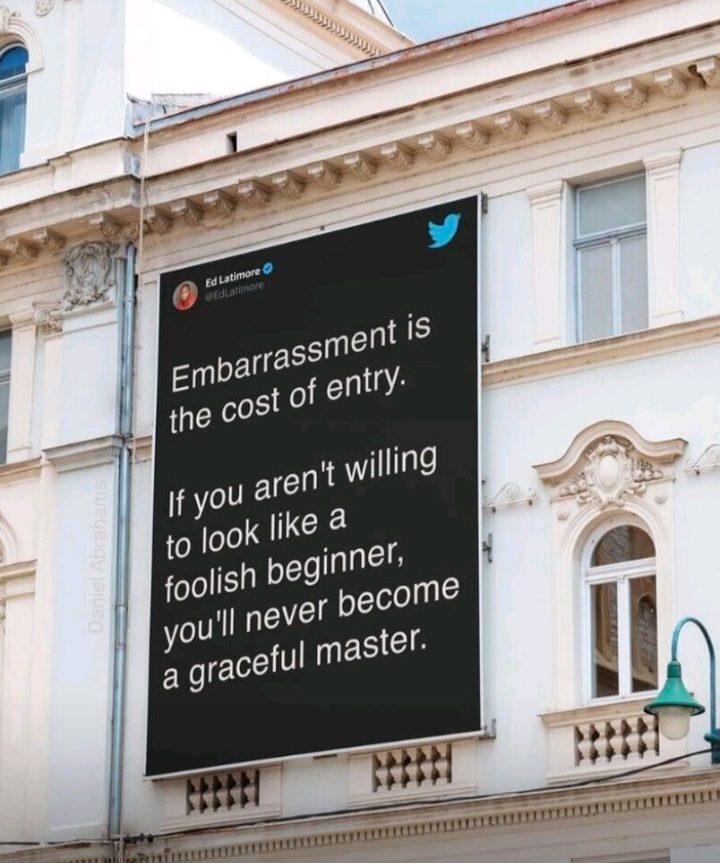 Ed Latimore
@EdLatimore
Embarrassment is
the cost of entry.
If you aren't willing
to look like a
foolish beginner,
you'll never become
a graceful master.
Daniel Abrahams